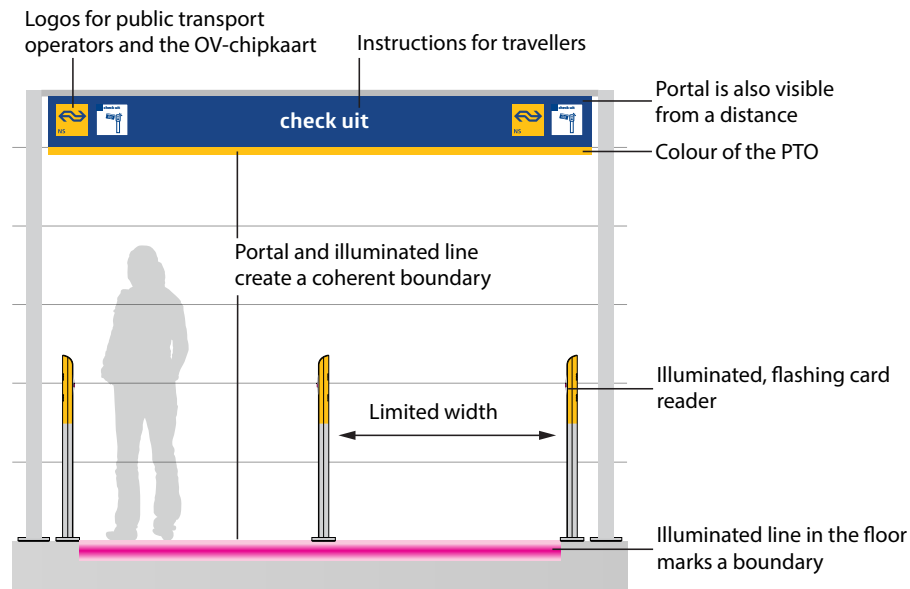 Logos for public transport
operators and the OV-chipkaart
Instructions for travellers
Portal is also visible
from a distance
NS
check uit
check uit
NS
check uit
Colour of the PTO
Portal and illuminated line
create a coherent boundary
Illuminated, flashing card
reader
Limited width
Illuminated line in the floor
marks a boundary